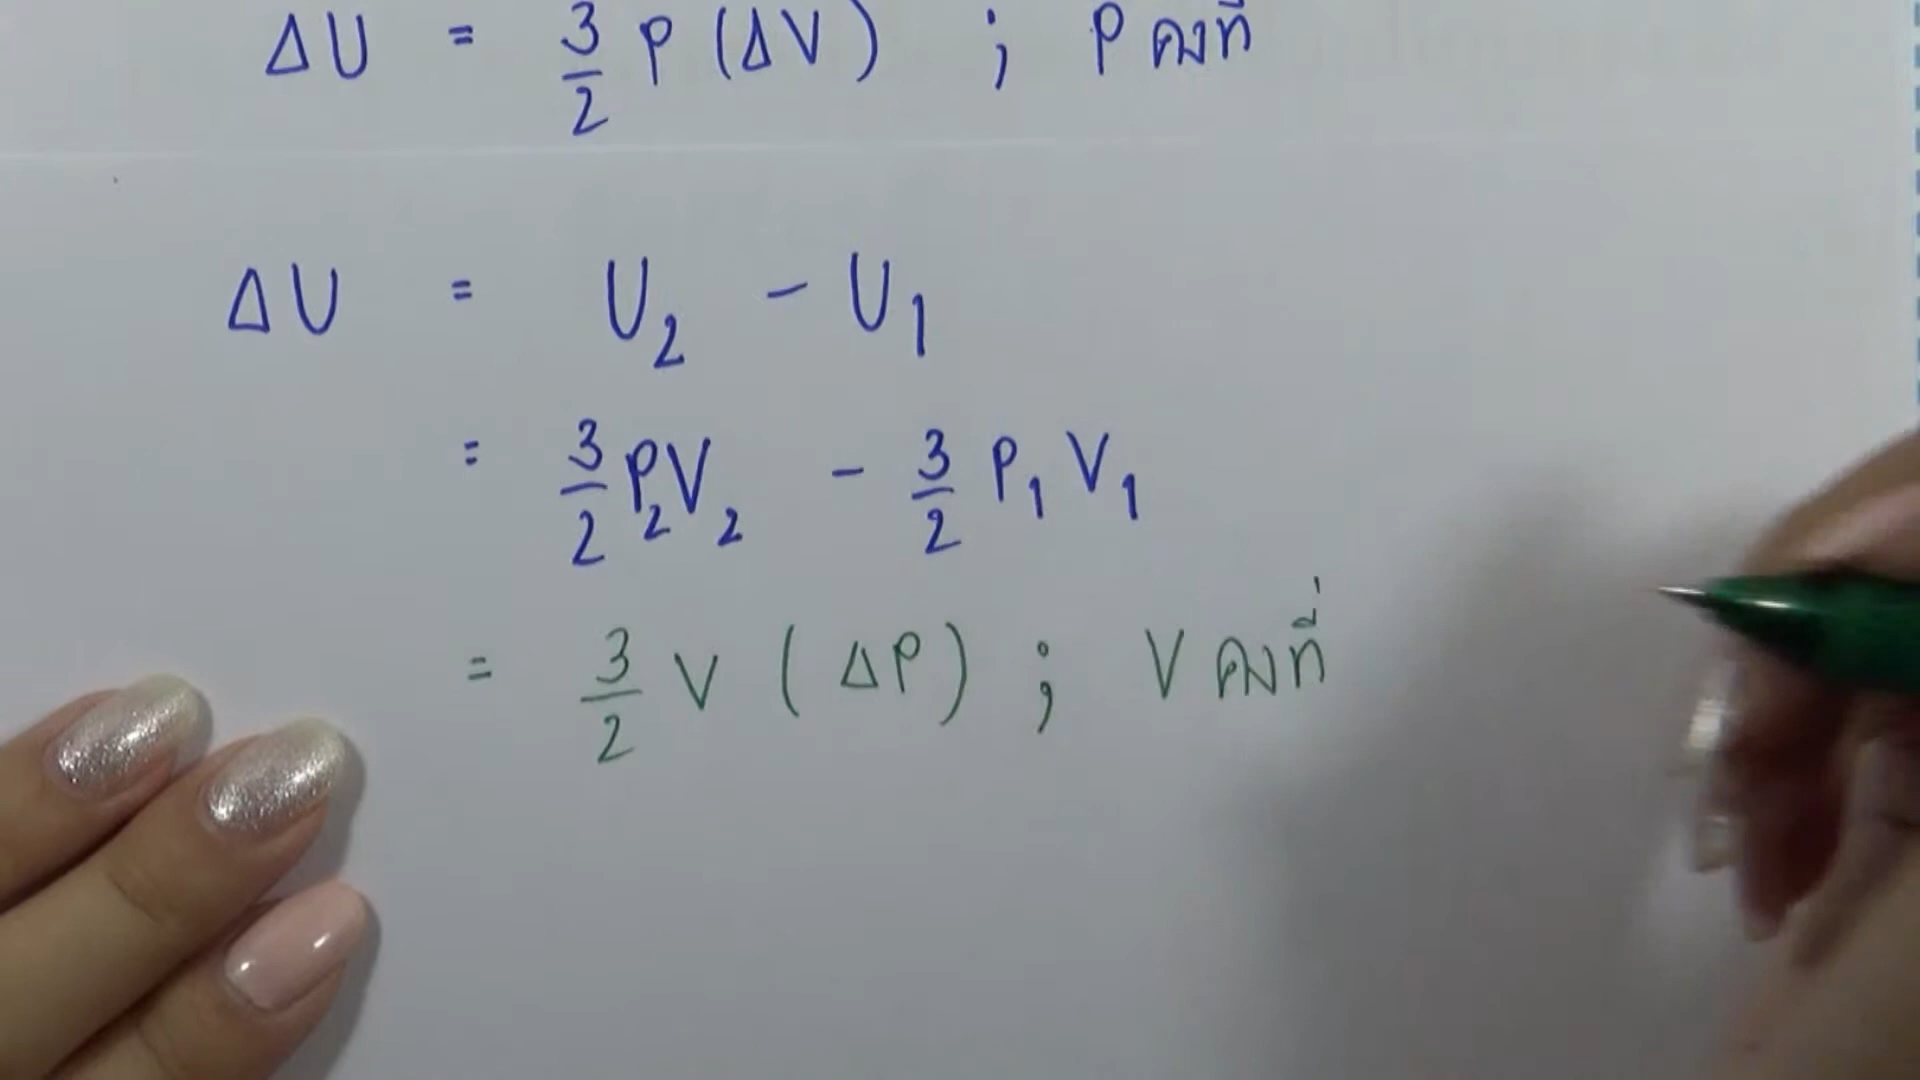 ΔU = 3/2 P (ΔV) ; P คงที่
ΔU = U₂ - U₁
= 3/2 P₂V₂ - 3/2 P₁V₁
= 3/2 V (ΔP) ; V คงที่